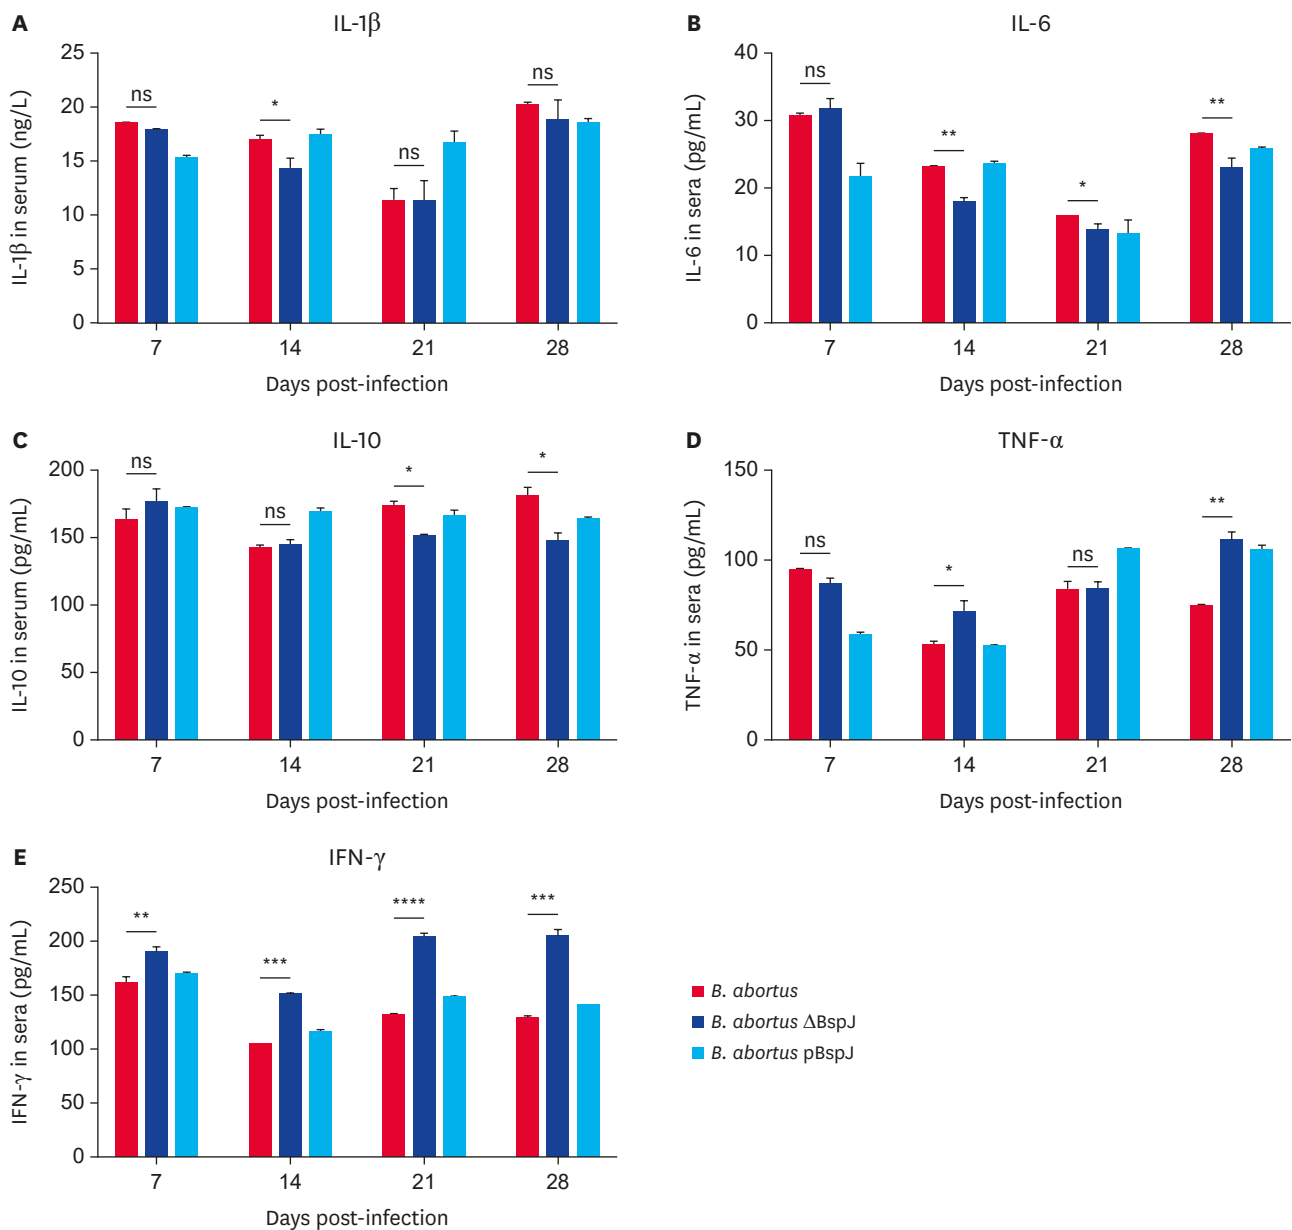 A IL-1β
IL-1β in serum (ng/L)
25
20
15
10
5
0
ns
*
ns
ns
7 14 21 28
Days post-infection
B IL-6
IL-6 in sera (pg/mL)
40
30
20
10
0
ns
**
*
**
7 14 21 28
Days post-infection
C IL-10
IL-10 in serum (pg/mL)
200
150
100
50
0
ns
ns
*
*
7 14 21 28
Days post-infection
D TNF-α
TNF-α in sera (pg/mL)
150
100
50
0
ns
*
ns
**
7 14 21 28
Days post-infection
E IFN-γ
IFN-γ in sera (pg/mL)
250
200
150
100
50
0
**
***
****
***
7 14 21 28
Days post-infection
B. abortus
B. abortus ΔBspJ
B. abortus pBspJ